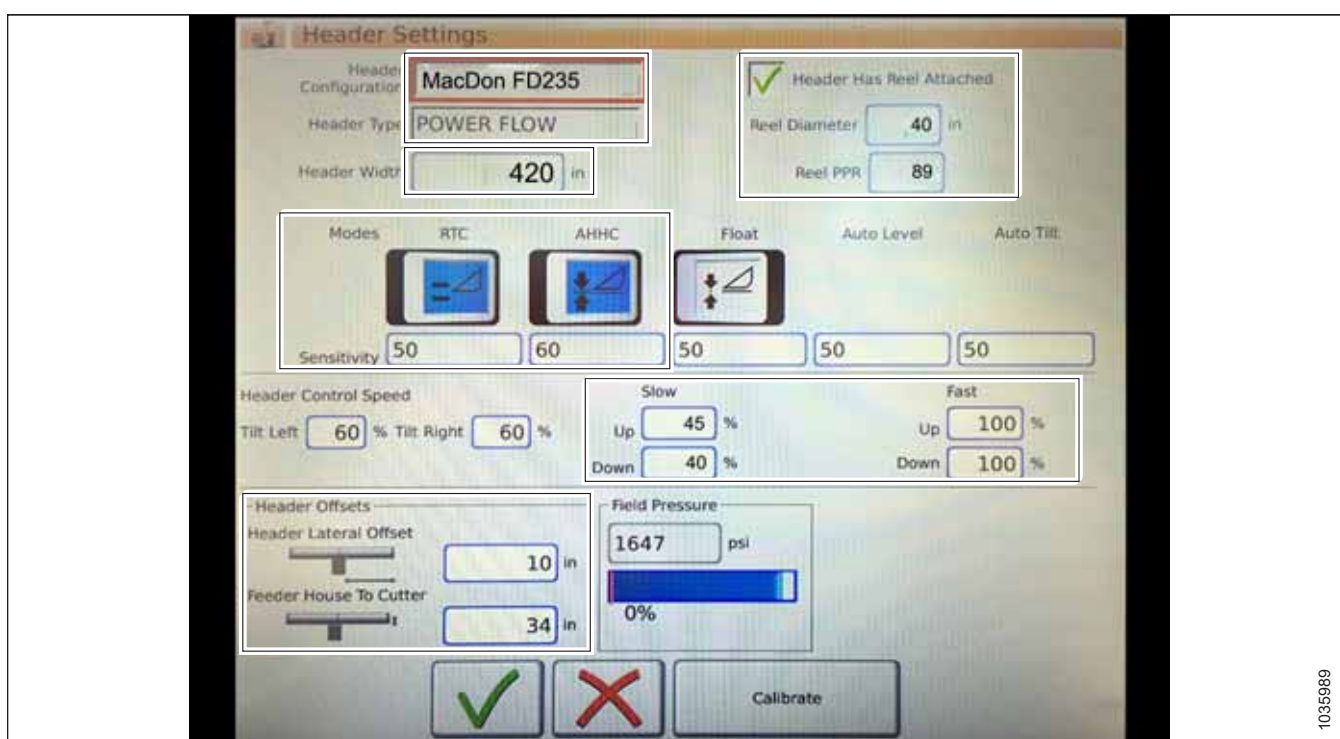 Header Settings
Header Configuration MacDon FD235
Header Has Reel Attached
Header Type POWER FLOW
Reel Diameter 40 in
Header Width 420 in
Reel PPR 89
Modes RTC AHHC Float Auto Level Auto Tilt
Sensitivity 50 60 50 50 50
Header Control Speed
Slow Fast
Tilt Left 60 % Tilt Right 60 %
Up 45 % Up 100 %
Down 40 % Down 100 %
Header Offsets
Field Pressure
Header Lateral Offset
1647 psi
10 in
Feeder House To Cutter
0%
34 in
Calibrate
1035989